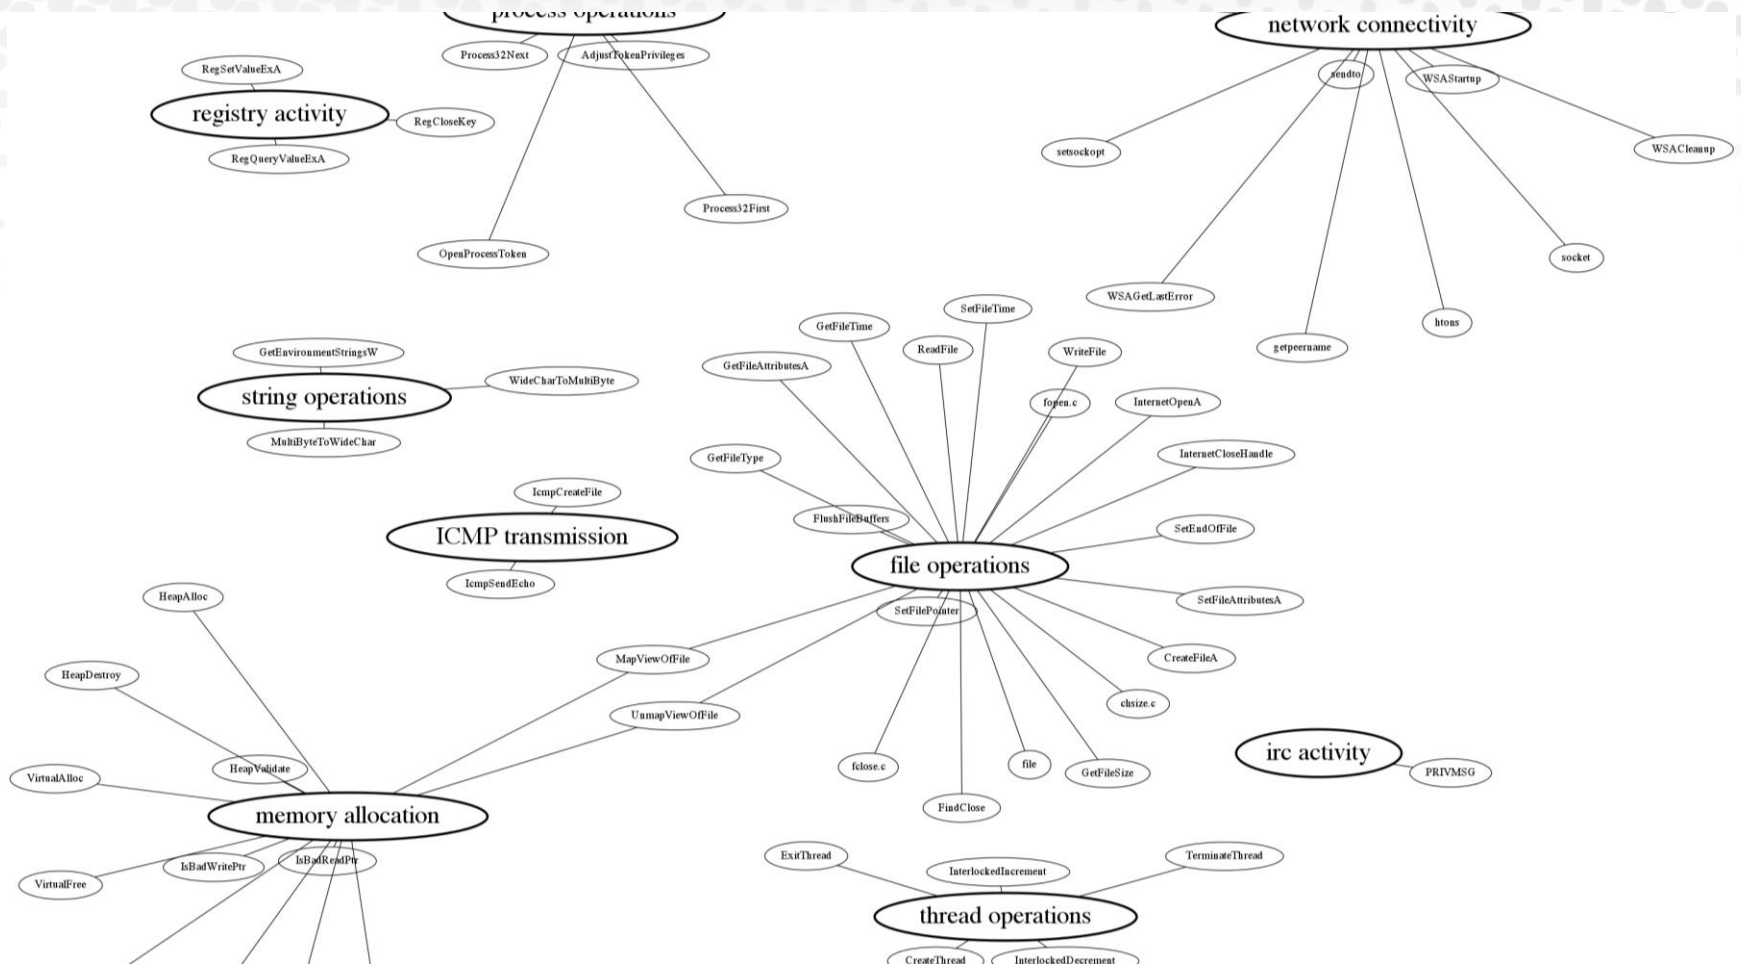 process operations
network connectivity
Process32Next
AdjustTokenPrivileges
RegSetValueExA
sendto
WSAStartup
registry activity
RegCloseKey
RegQueryValueExA
setsockopt
WSACleanup
Process32First
OpenProcessToken
socket
WSAGetLastError
SetFileTime
GetFileTime
htons
getpeername
ReadFile
WriteFile
GetEnvironmentStringsW
GetFileAttributesA
WideCharToMultiByte
string operations
fopen.c
InternetOpenA
MultiByteToWideChar
InternetCloseHandle
GetFileType
IcmpCreateFile
FlushFileBuffers
SetEndOfFile
ICMP transmission
file operations
IcmpSendEcho
HeapAlloc
SetFileAttributesA
SetFilePointer
MapViewOfFile
CreateFileA
HeapDestroy
chsize.c
UnmapViewOfFile
irc activity
PRIVMSG
fclose.c
file
GetFileSize
HeapValidate
VirtualAlloc
FindClose
memory allocation
ExitThread
TerminateThread
IsBadReadPtr
IsBadWritePtr
InterlockedIncrement
VirtualFree
thread operations
CreateThread
InterlockedDecrement